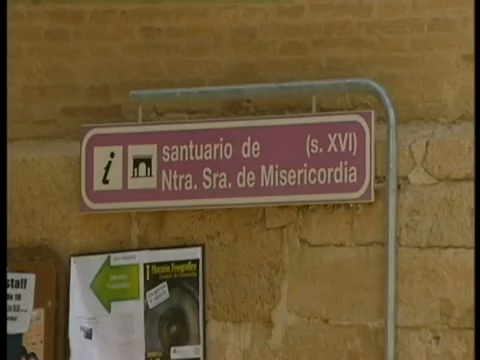 i
santuario de (s. XVI)
Ntra. Sra. de Misericordia